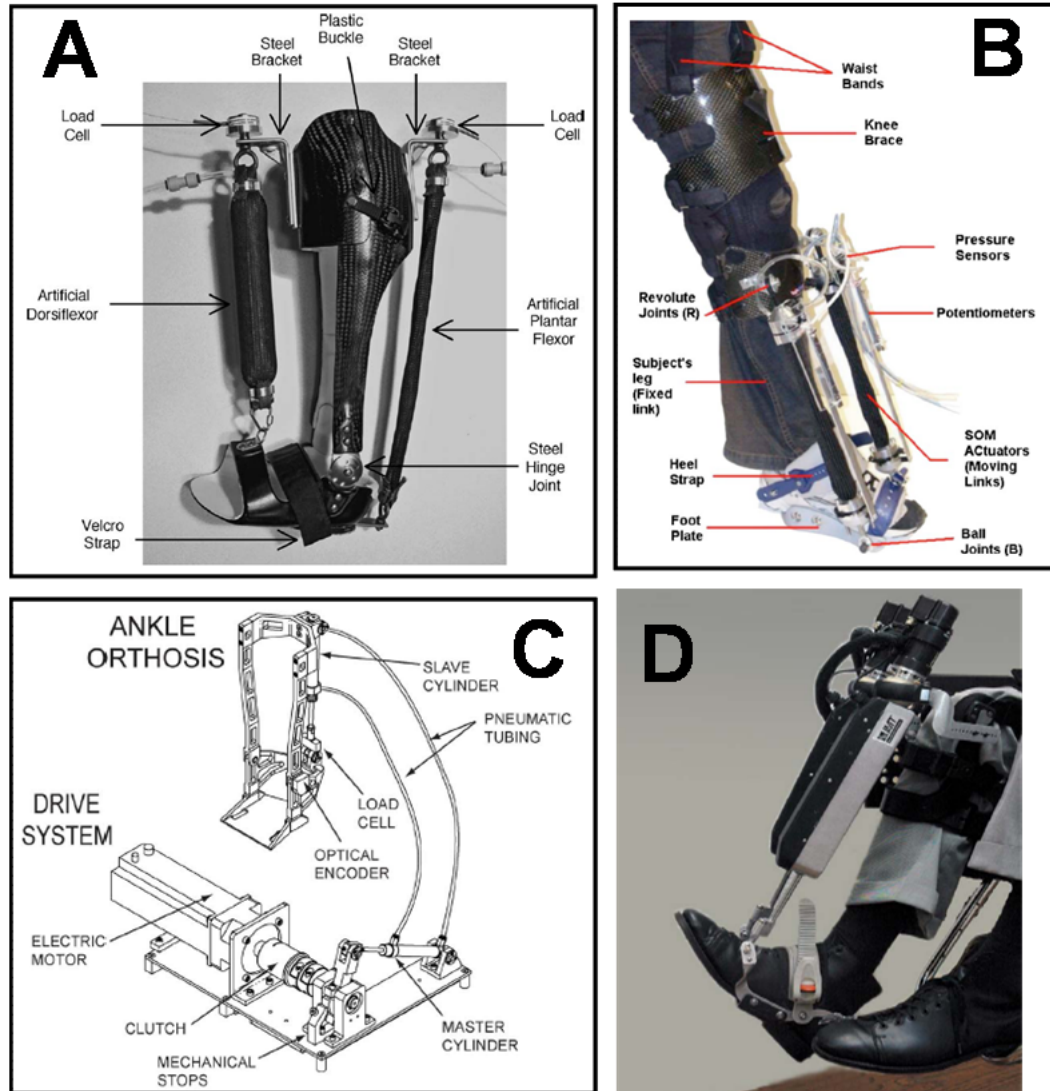 A
Plastic
Buckle
Steel
Bracket
Steel
Bracket
Load
Cell
Load
Cell
Artificial
Dorsiflexor
Artificial
Plantar
Flexor
Steel
Hinge
Joint
Velcro
Strap
B
Waist
Bands
Knee
Brace
Pressure
Sensors
Revolute
Joints (R)
Potentiometers
Subject's
leg
(Fixed
link)
SOM
ACtuators
(Moving
Links)
Heel
Strap
Foot
Plate
Ball
Joints (B)
C
ANKLE
ORTHOSIS
SLAVE
CYLINDER
PNEUMATIC
TUBING
LOAD
CELL
OPTICAL
ENCODER
DRIVE
SYSTEM
ELECTRIC
MOTOR
CLUTCH
MECHANICAL
STOPS
MASTER
CYLINDER
D